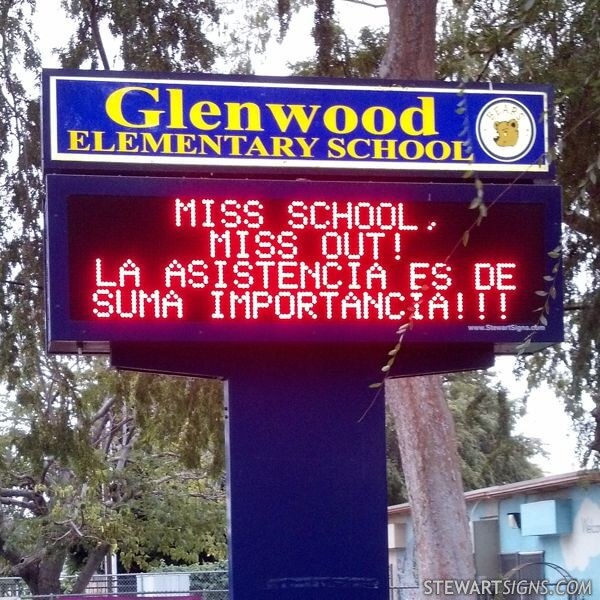 Glenwood
ELEMENTARY SCHOOL
MISS SCHOOL,
MISS OUT!
LA ASISTENCIA ES DE
SUMA IMPORTANCIA!!!
www.StewartSigns.com
STEWARTSIGNS.COM